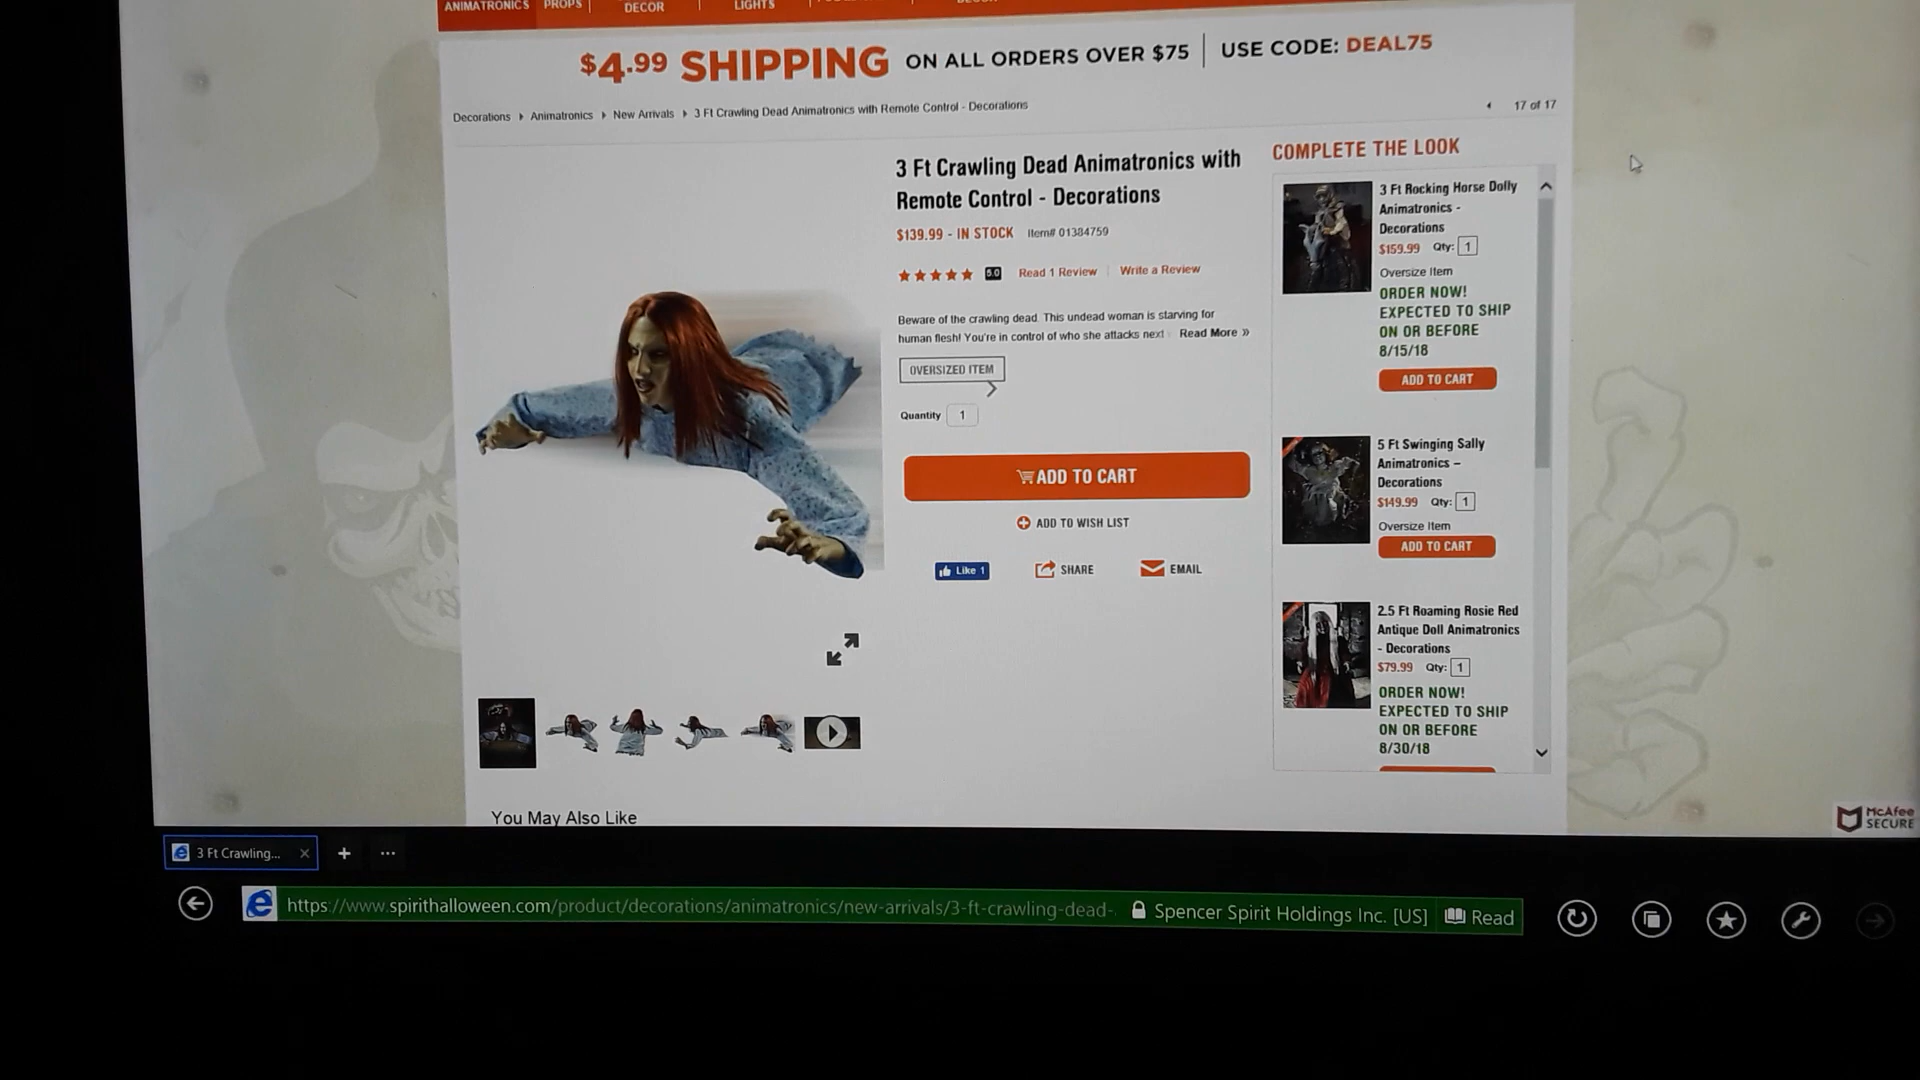 ANIMATRONICS PROPS
DECOR
LIGHTS
$4.99 SHIPPING ON ALL ORDERS OVER $75 USE CODE: DEAL75
Decorations Animatronics New Arrivals 3 Ft Crawling Dead Animatronics with Remote Control - Decorations
17 of 17
3 Ft Crawling Dead Animatronics with
Remote Control - Decorations
$139.99 - IN STOCK Item# 01384759
5.0 Read 1 Review Write a Review
Beware of the crawling dead. This undead woman is starving for
human flesh! You're in control of who she attacks next Read More »
OVERSIZED ITEM
Quantity 1
ADD TO CART
ADD TO WISH LIST
Like 1 SHARE EMAIL
COMPLETE THE LOOK
3 Ft Rocking Horse Dolly
Animatronics -
Decorations
$159.99 Qty: 1
Oversize Item
ORDER NOW!
EXPECTED TO SHIP
ON OR BEFORE
8/15/18
ADD TO CART
5 Ft Swinging Sally
Animatronics –
Decorations
$149.99 Qty: 1
Oversize Item
ADD TO CART
2.5 Ft Roaming Rosie Red
Antique Doll Animatronics
- Decorations
$79.99 Qty: 1
ORDER NOW!
EXPECTED TO SHIP
ON OR BEFORE
8/30/18
You May Also Like
McAfee
SECURE
3 Ft Crawling...
https://www.spirithalloween.com/product/decorations/animatronics/new-arrivals/3-ft-crawling-dead- Spencer Spirit Holdings Inc. [US] Read